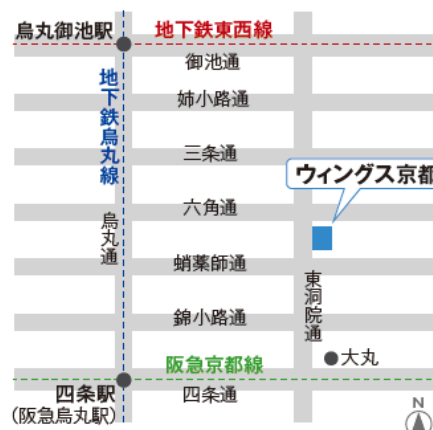 烏丸御池駅
地下鉄東西線
御池通
地下鉄烏丸線
姉小路通
三条通
ウィングス京都
六角通
烏丸通
蛸薬師通
東洞院通
錦小路通
大丸
阪急京都線
四条駅
四条通
(阪急烏丸駅)
N